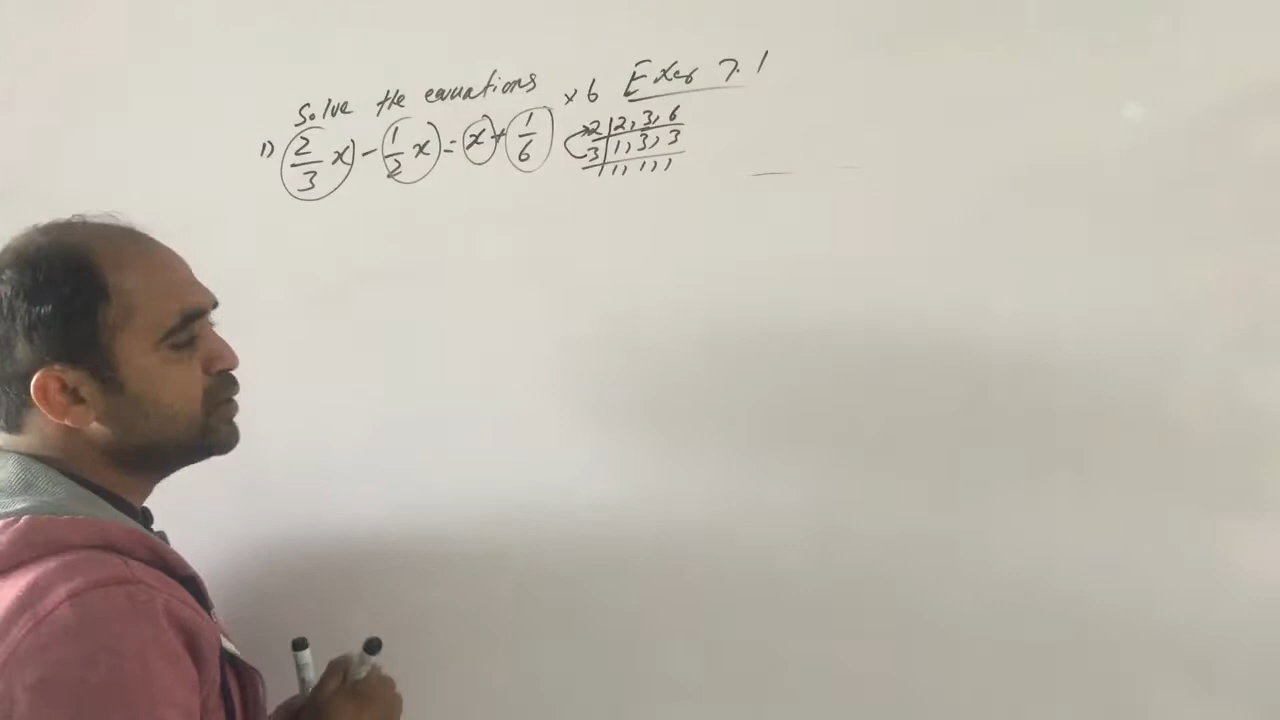 Solve the equations ×6 Exer 7.1
1) 2/3 x - 1/2 x = x + 1/6
2 | 2, 3, 6
3 | 1, 3, 3
1, 1, 1